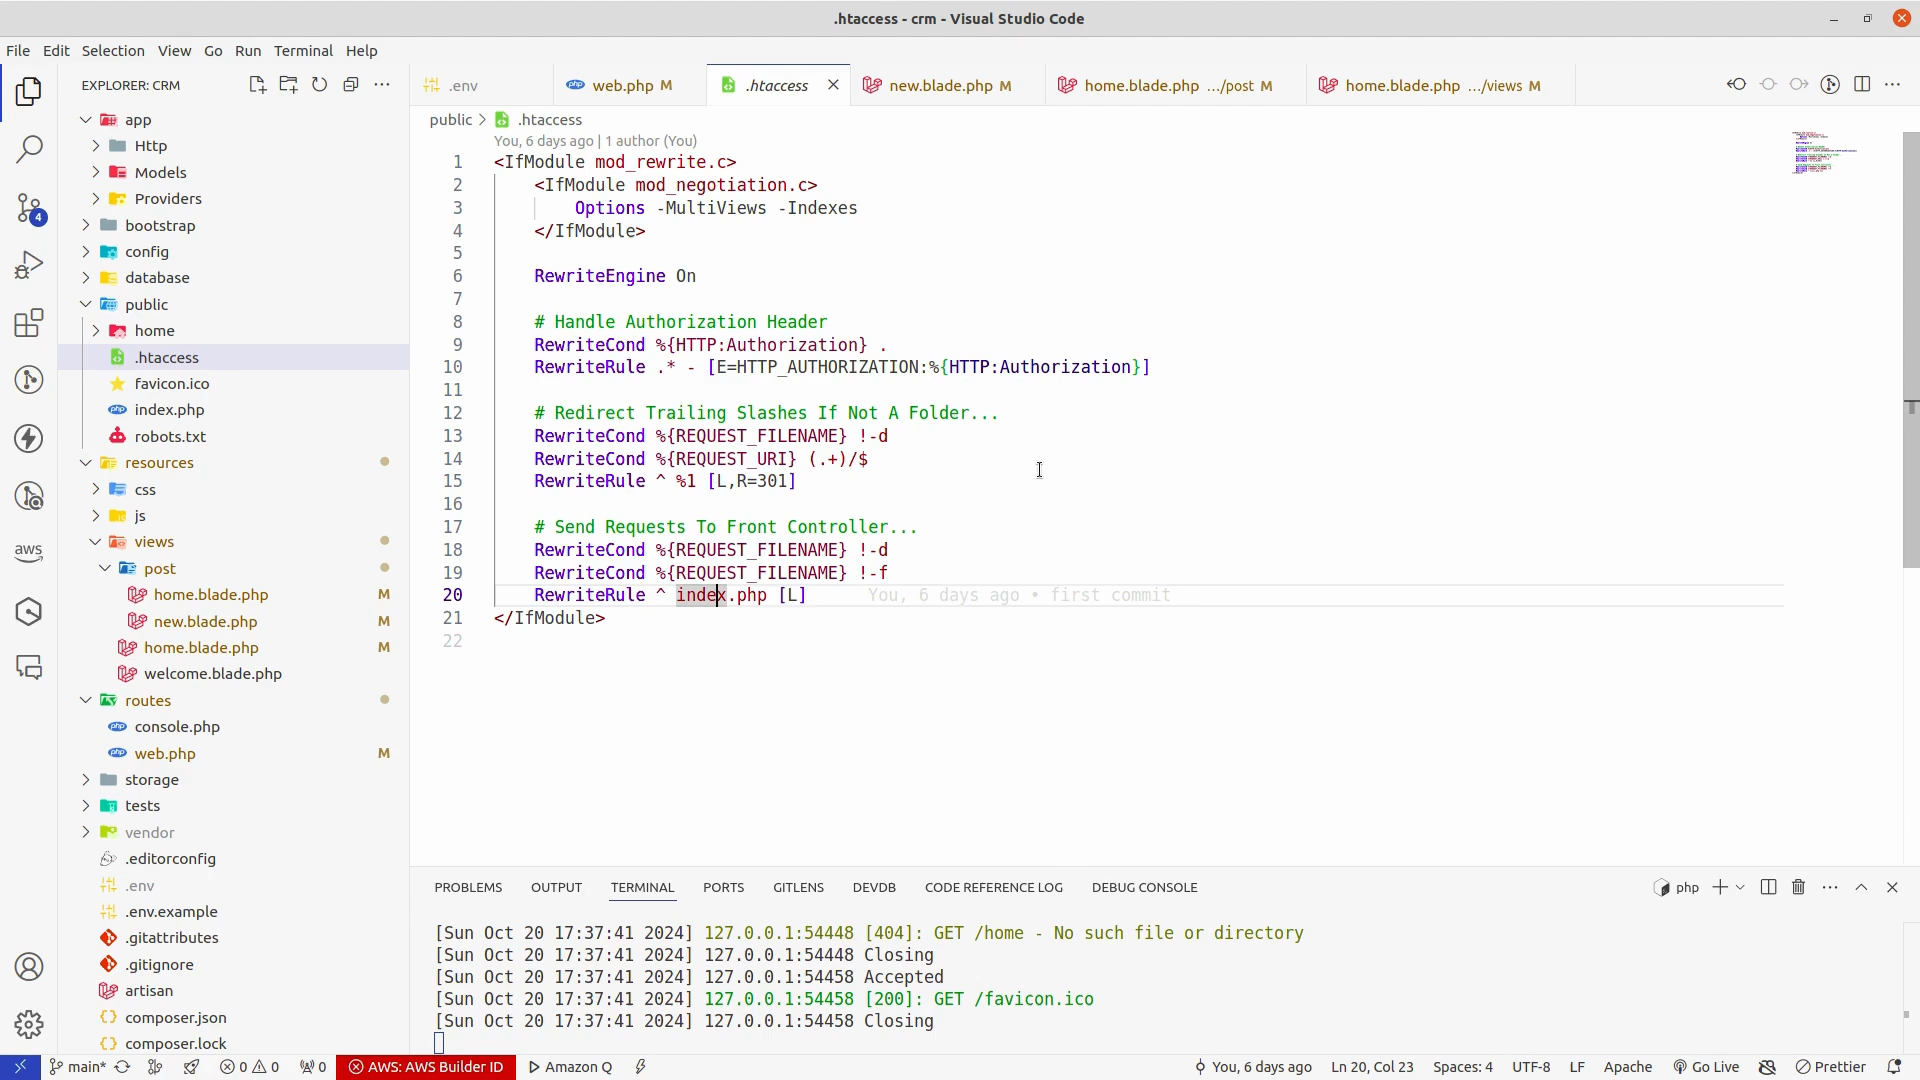 .htaccess - crm - Visual Studio Code
File Edit Selection View Go Run Terminal Help
EXPLORER: CRM
.env
web.php M
.htaccess
new.blade.php M
home.blade.php .../post M
home.blade.php .../views M
app
Http
Models
Providers
bootstrap
config
database
public
home
.htaccess
favicon.ico
index.php
robots.txt
resources
css
js
views
post
home.blade.php M
new.blade.php M
home.blade.php M
welcome.blade.php
routes
console.php
web.php M
storage
tests
vendor
.editorconfig
.env
.env.example
.gitattributes
.gitignore
artisan
composer.json
composer.lock
4
aws
public > .htaccess
You, 6 days ago | 1 author (You)
1 <IfModule mod_rewrite.c>
2 <IfModule mod_negotiation.c>
3 Options -MultiViews -Indexes
4 </IfModule>
5
6 RewriteEngine On
7
8 # Handle Authorization Header
9 RewriteCond %{HTTP:Authorization} .
10 RewriteRule .* - [E=HTTP_AUTHORIZATION:%{HTTP:Authorization}]
11
12 # Redirect Trailing Slashes If Not A Folder...
13 RewriteCond %{REQUEST_FILENAME} !-d
14 RewriteCond %{REQUEST_URI} (.+)/$
15 RewriteRule ^ %1 [L,R=301]
16
17 # Send Requests To Front Controller...
18 RewriteCond %{REQUEST_FILENAME} !-d
19 RewriteCond %{REQUEST_FILENAME} !-f
20 RewriteRule ^ index.php [L] You, 6 days ago • first commit
21 </IfModule>
22
PROBLEMS OUTPUT TERMINAL PORTS GITLENS DEVDB CODE REFERENCE LOG DEBUG CONSOLE
php
[Sun Oct 20 17:37:41 2024] 127.0.0.1:54448 [404]: GET /home - No such file or directory
[Sun Oct 20 17:37:41 2024] 127.0.0.1:54448 Closing
[Sun Oct 20 17:37:41 2024] 127.0.0.1:54458 Accepted
[Sun Oct 20 17:37:41 2024] 127.0.0.1:54458 [200]: GET /favicon.ico
[Sun Oct 20 17:37:41 2024] 127.0.0.1:54458 Closing
main* 0 0 0 AWS: AWS Builder ID Amazon Q You, 6 days ago Ln 20, Col 23 Spaces: 4 UTF-8 LF Apache Go Live Prettier